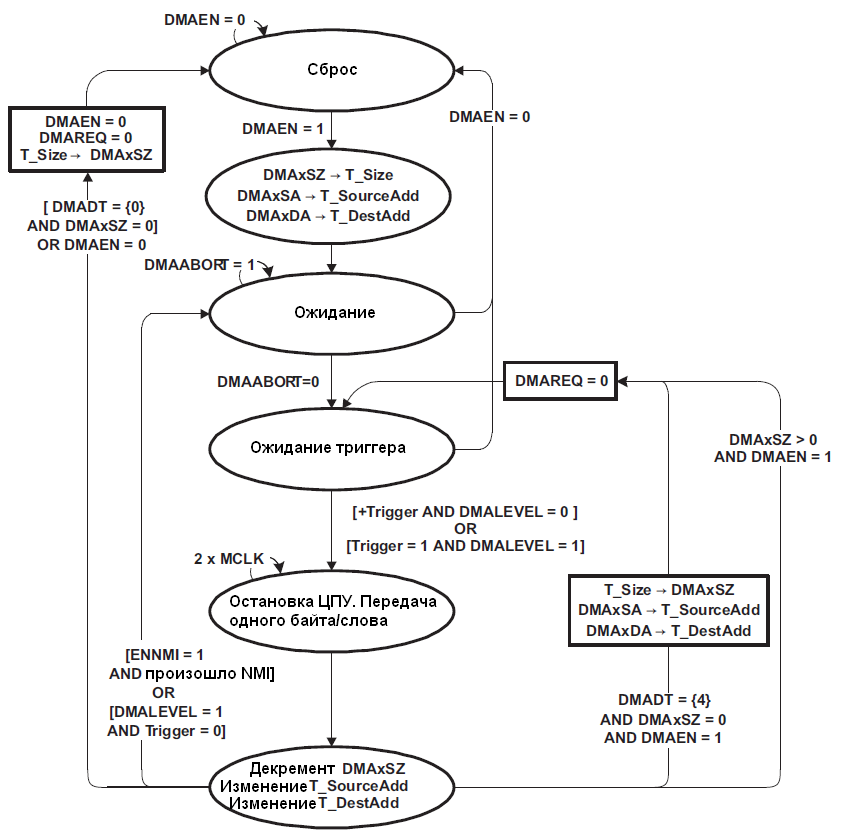 DMAEN = 0
Сброс
DMAEN = 0
DMAREQ = 0
T_Size → DMAxSZ
DMAEN = 1
DMAEN = 0
DMAxSZ → T_Size
DMAxSA → T_SourceAdd
DMAxDA → T_DestAdd
[ DMADT = {0}
AND DMAxSZ = 0]
OR DMAEN = 0
DMAABORT = 1
Ожидание
DMAABORT=0
DMAREQ = 0
Ожидание триггера
DMAxSZ > 0
AND DMAEN = 1
[+Trigger AND DMALEVEL = 0 ]
OR
[Trigger = 1 AND DMALEVEL = 1]
2 x MCLK
Остановка ЦПУ. Передача
одного байта/слова
T_Size → DMAxSZ
DMAxSA → T_SourceAdd
DMAxDA → T_DestAdd
[ENNMI = 1
AND произошло NMI]
OR
[DMALEVEL = 1
AND Trigger = 0]
DMADT = {4}
AND DMAxSZ = 0
AND DMAEN = 1
Декремент DMAxSZ
Изменение T_SourceAdd
Изменение T_DestAdd